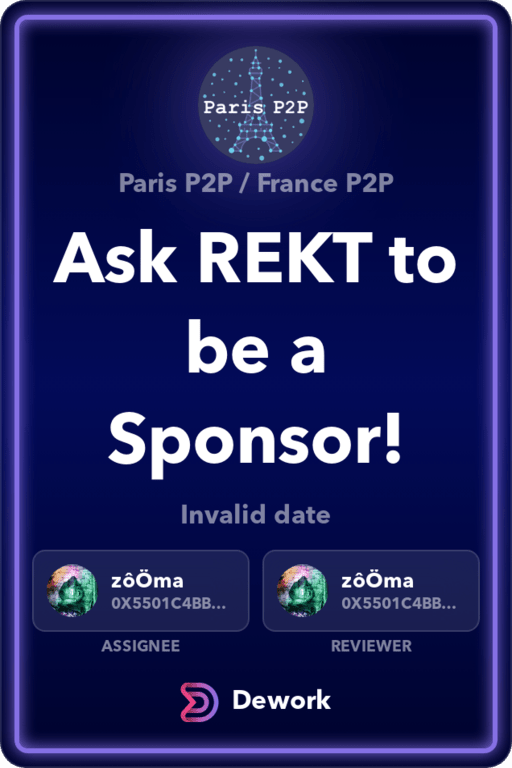 Paris P2P
Paris P2P / France P2P
Ask REKT to
be a
Sponsor!
Invalid date
zôÖma
0X5501C4BB...
ASSIGNEE
zôÖma
0X5501C4BB...
REVIEWER
Dework